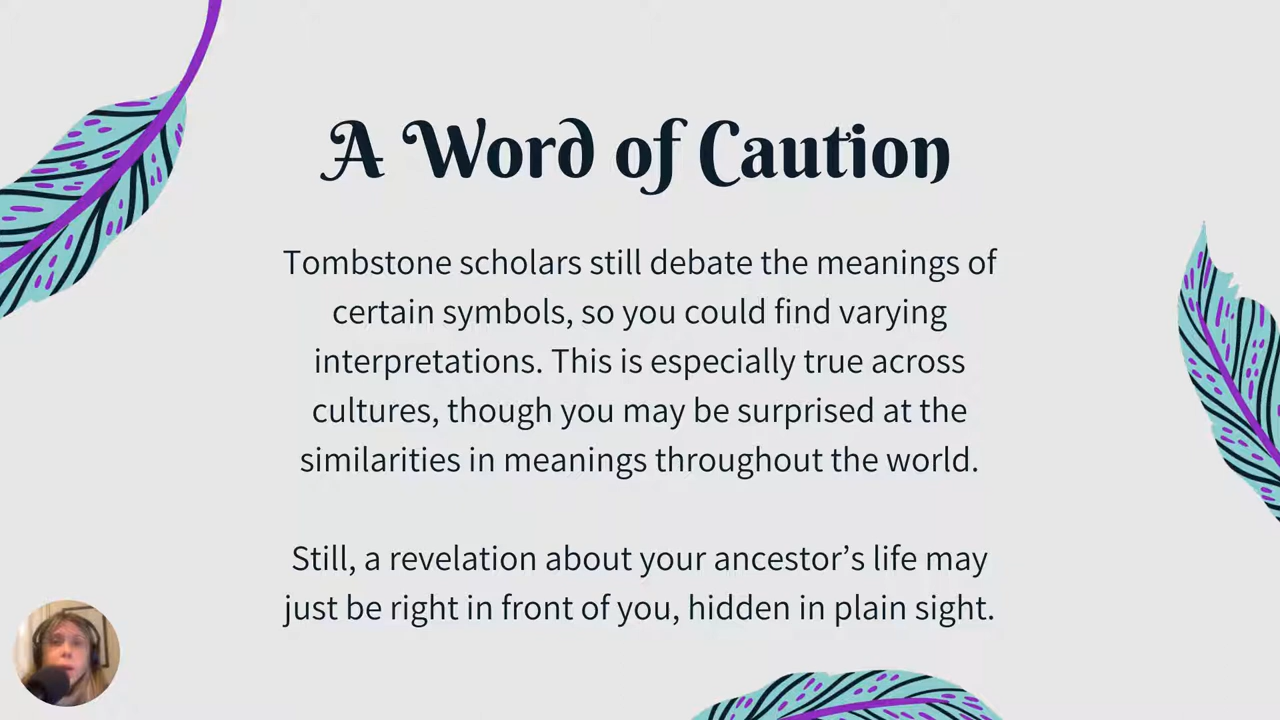 A Word of Caution
Tombstone scholars still debate the meanings of
certain symbols, so you could find varying
interpretations. This is especially true across
cultures, though you may be surprised at the
similarities in meanings throughout the world.
Still, a revelation about your ancestor’s life may
just be right in front of you, hidden in plain sight.